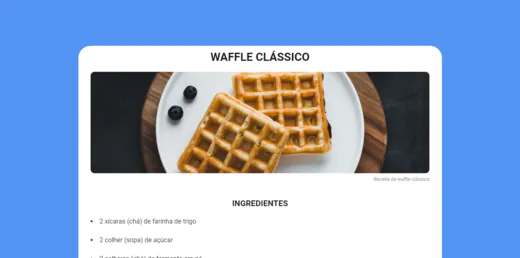 WAFFLE CLÁSSICO
Receita de waffle clássico
INGREDIENTES
2 xícaras (chá) de farinha de trigo
2 colher (sopa) de açúcar